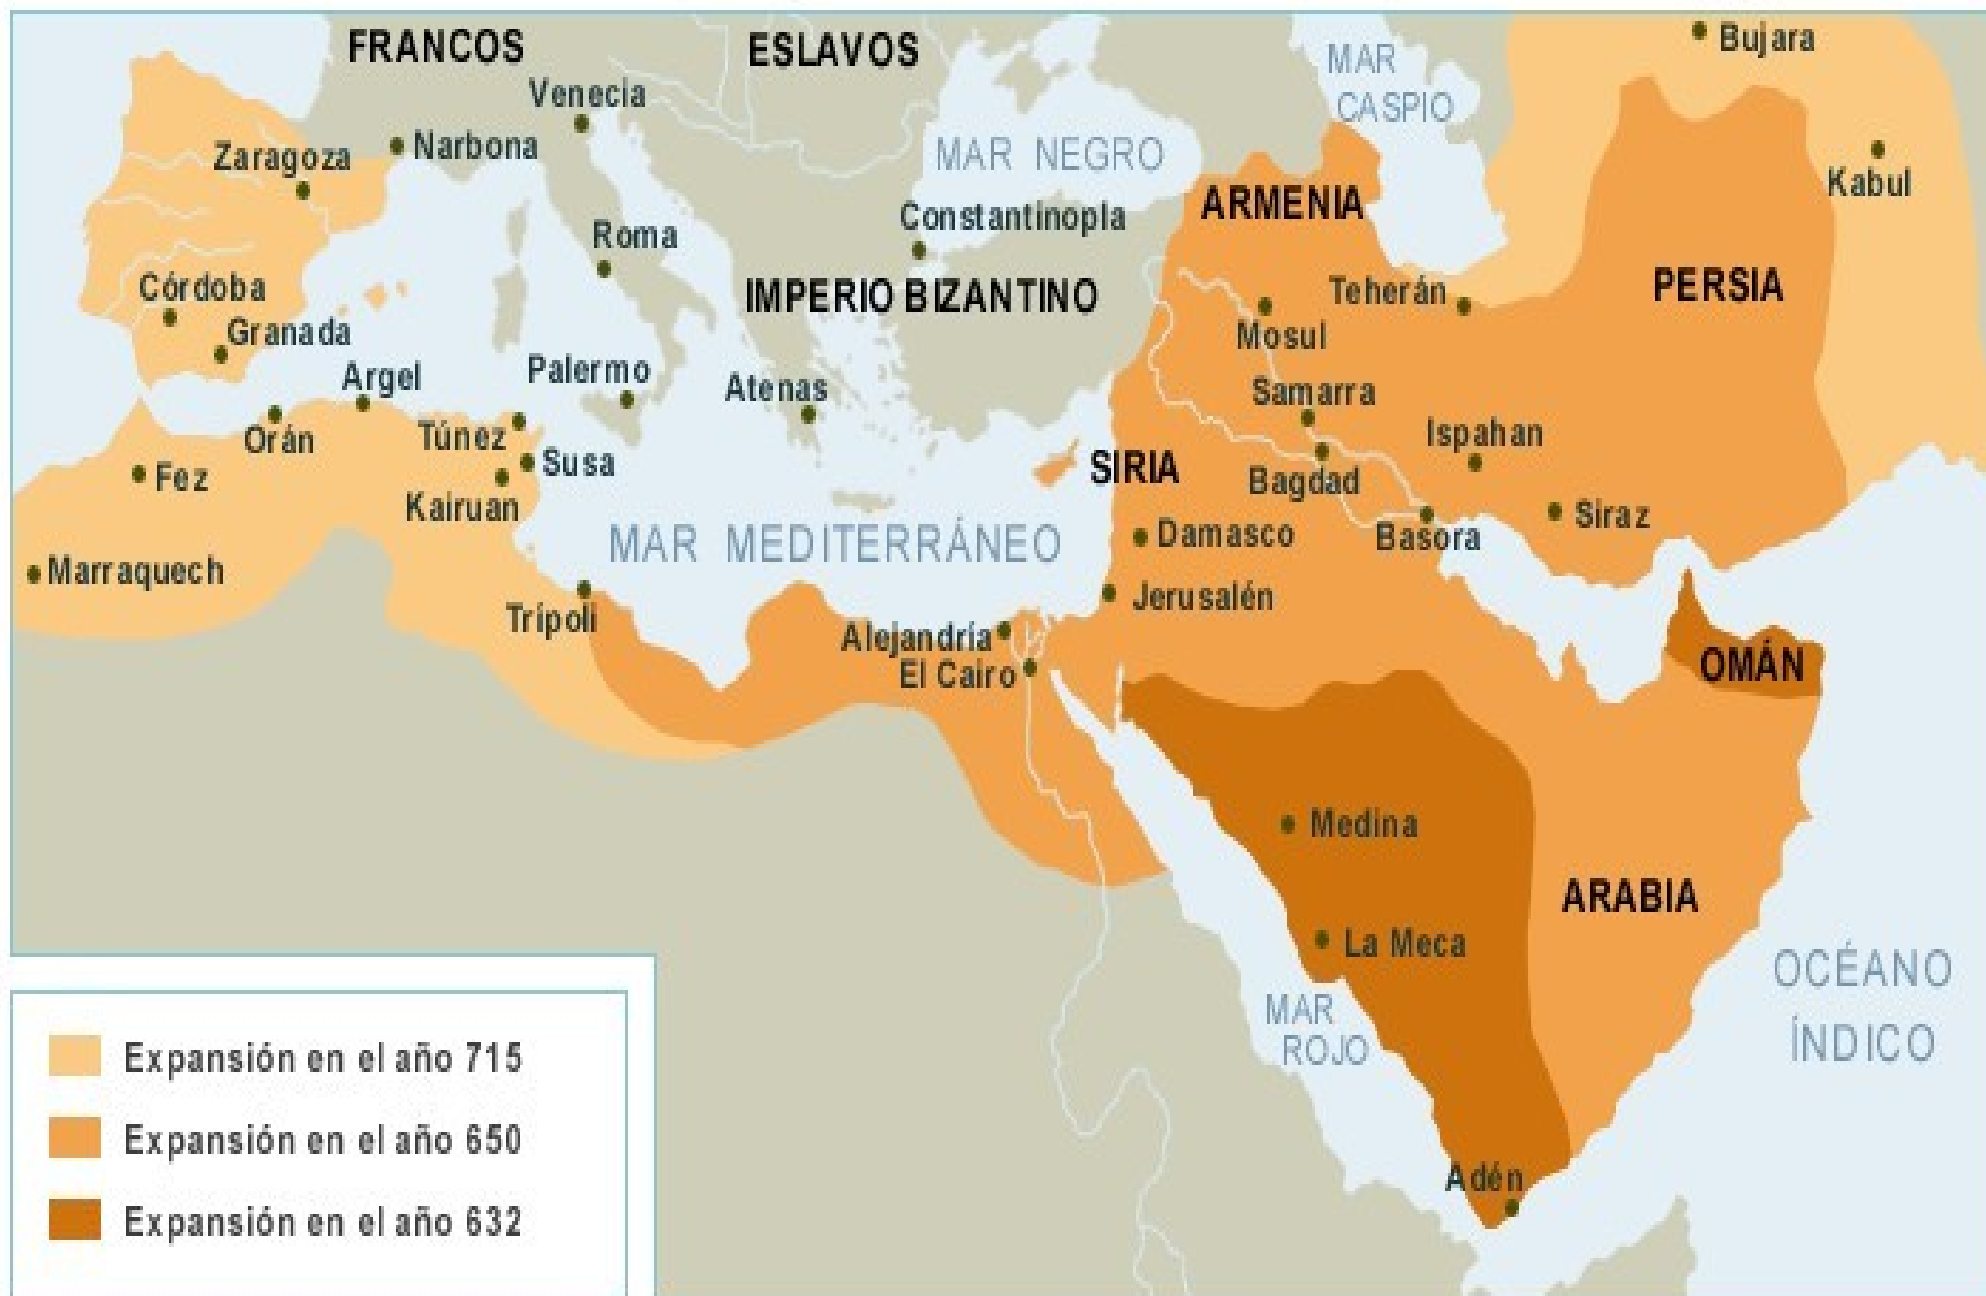 FRANCOS
ESLAVOS
MAR
CASPIO
Bujara
Venecia
Zaragoza
Narbona
MAR NEGRO
Kabul
ARMENIA
Constantinopla
Roma
Córdoba
IMPERIO BIZANTINO
Teherán
PERSIA
Granada
Mosul
Argel
Palermo
Atenas
Samarra
Orán
Túnez
Ispahan
Susa
SIRIA
Fez
Bagdad
Kairuan
Siraz
MAR MEDITERRÁNEO
Damasco
Basora
Marraquech
Jerusalén
Trípoli
Alejandría
El Cairo
OMÁN
Medina
ARABIA
La Meca
OCÉANO
ÍNDICO
MAR
ROJO
Adén
Expansión en el año 715
Expansión en el año 650
Expansión en el año 632